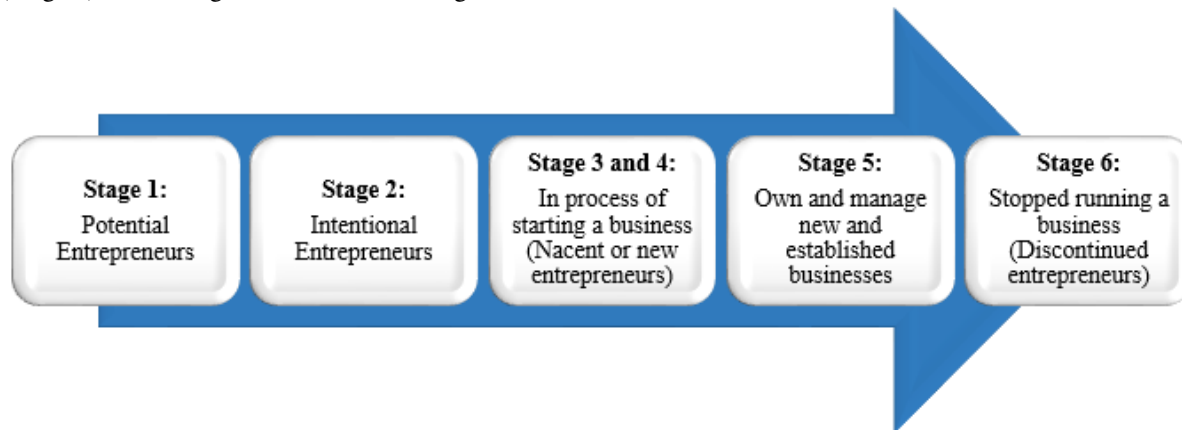 Stage 1:
Potential
Entrepreneurs
Stage 2:
Intentional
Entrepreneurs
Stage 3 and 4:
In process of
starting a business
(Nacent or new
entrepreneurs)
Stage 5:
Own and manage
new and
established
businesses
Stage 6:
Stopped running a
business
(Discontinued
entrepreneurs)